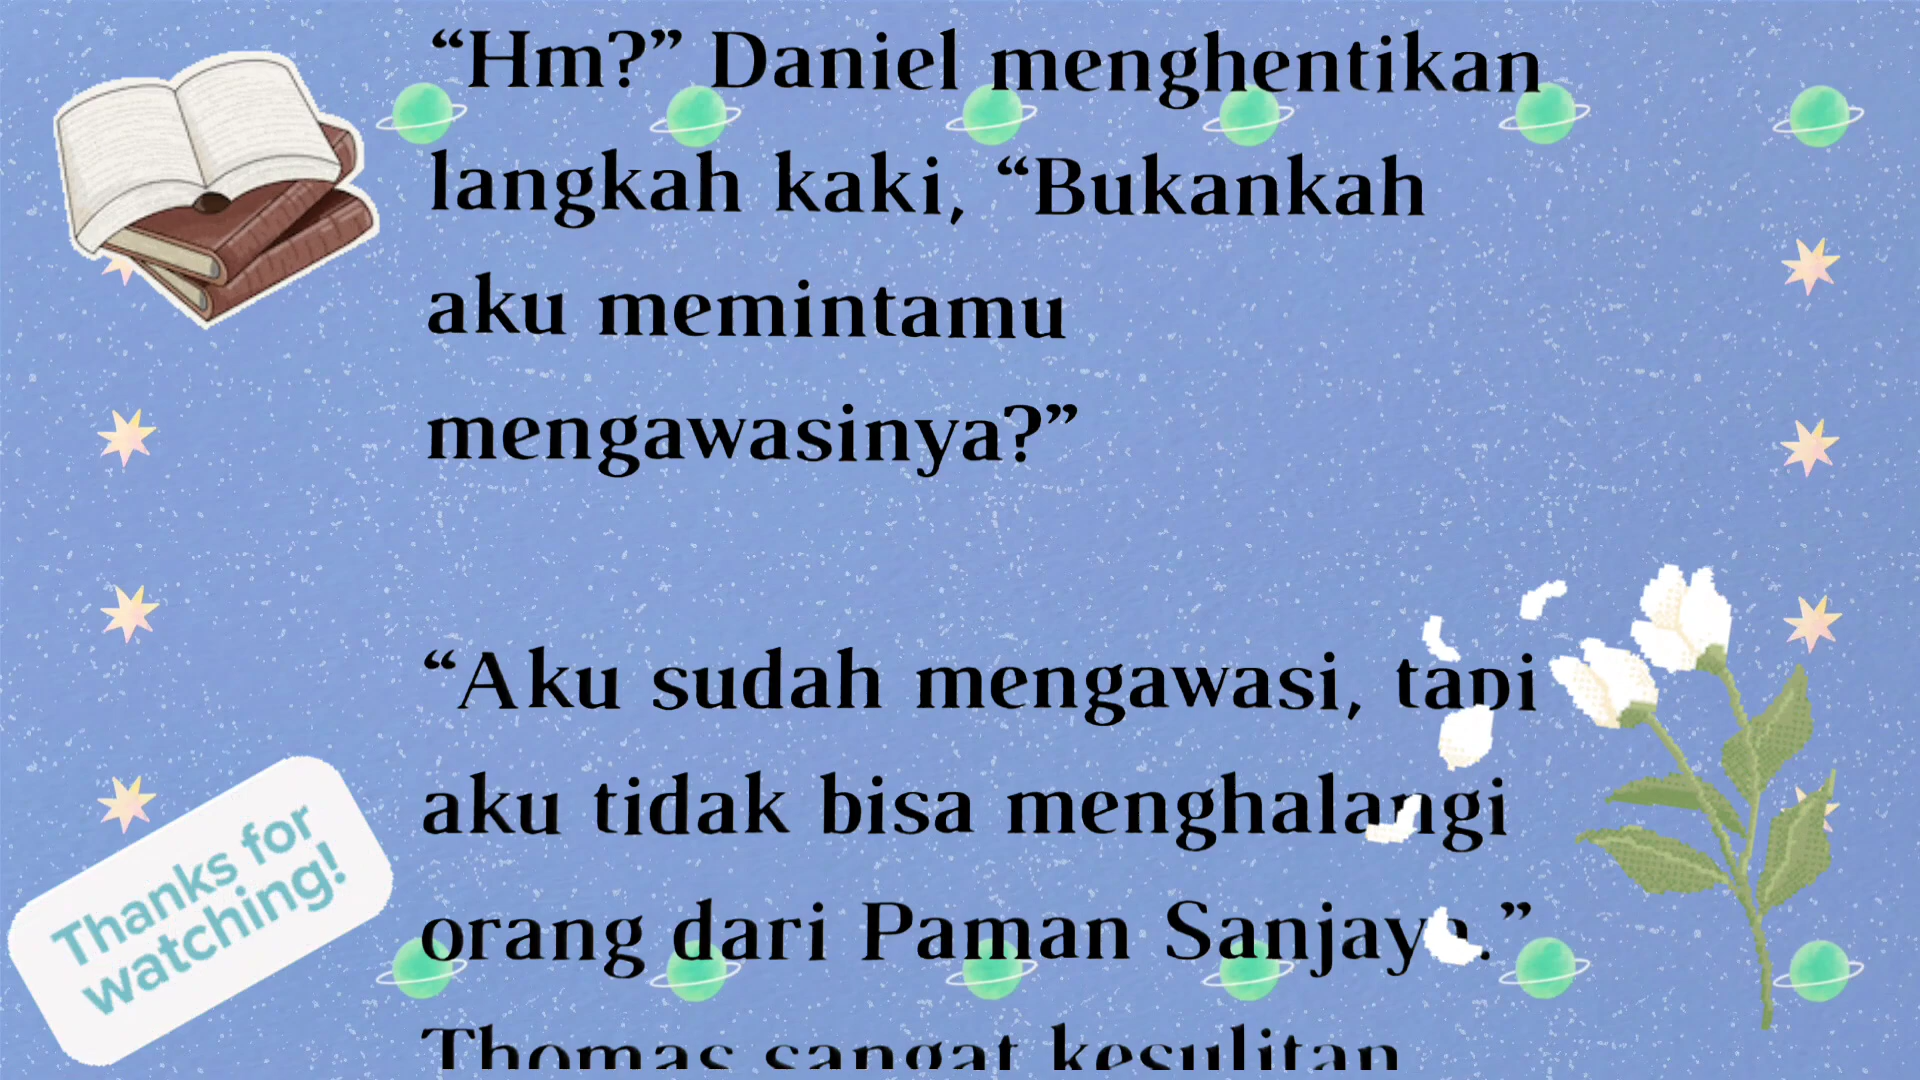 “Hm?” Daniel menghentikan
langkah kaki, “Bukankah
aku memintamu
mengawasinya?”
“Aku sudah mengawasi, tapi
aku tidak bisa menghalangi
orang dari Paman Sanjaya.”
Thomas sangat kesulitan
Thanks for
watching!